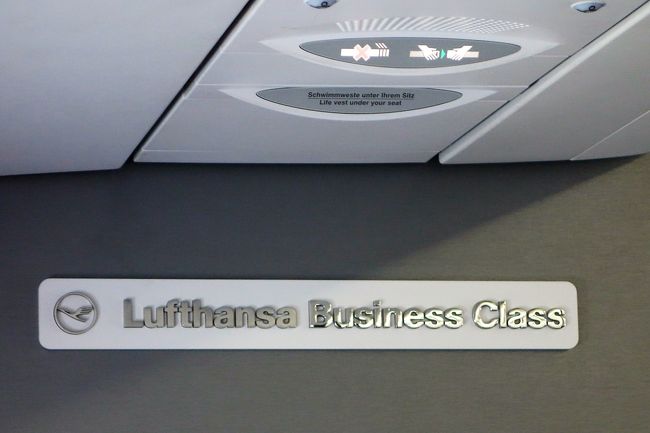 Schwimmweste unter Ihrem Sitz
Life vest under your seat
Lufthansa Business Class